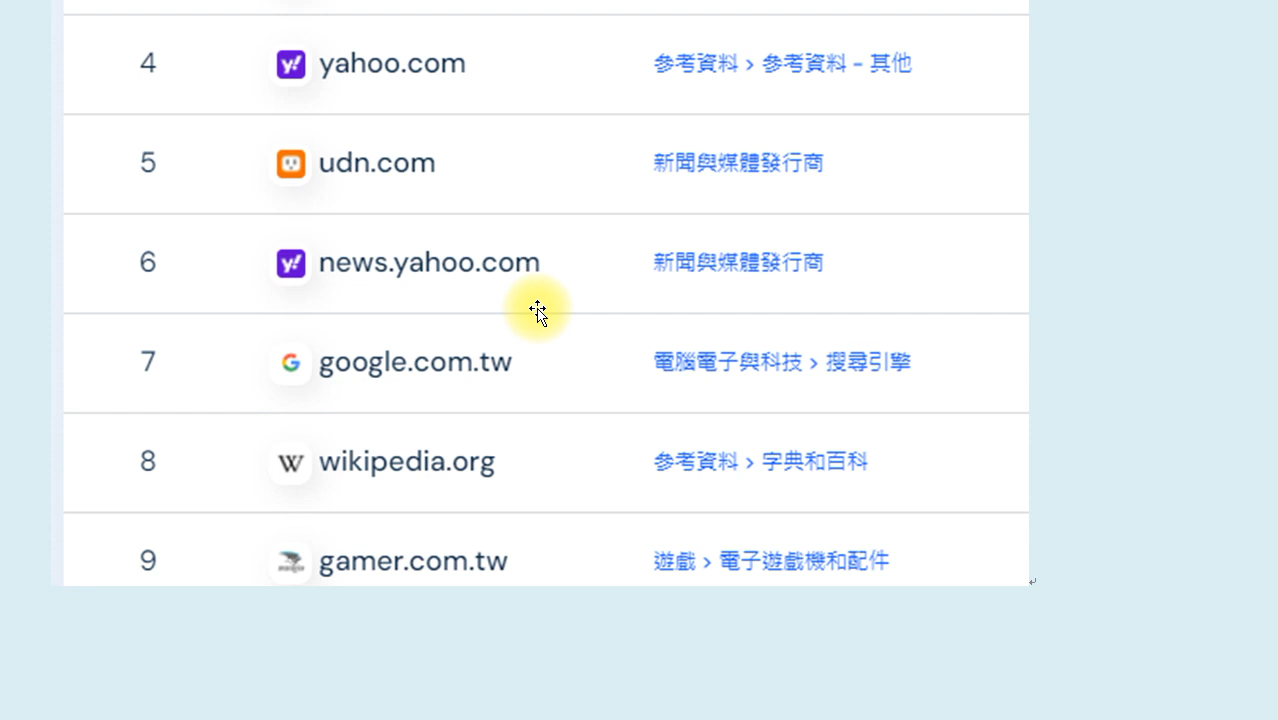 4 yahoo.com 參考資料 > 參考資料 - 其他
5 udn.com 新聞與媒體發行商
6 news.yahoo.com 新聞與媒體發行商
7 google.com.tw 電腦電子與科技 > 搜尋引擎
8 wikipedia.org 參考資料 > 字典和百科
9 gamer.com.tw 遊戲 > 電子遊戲機和配件